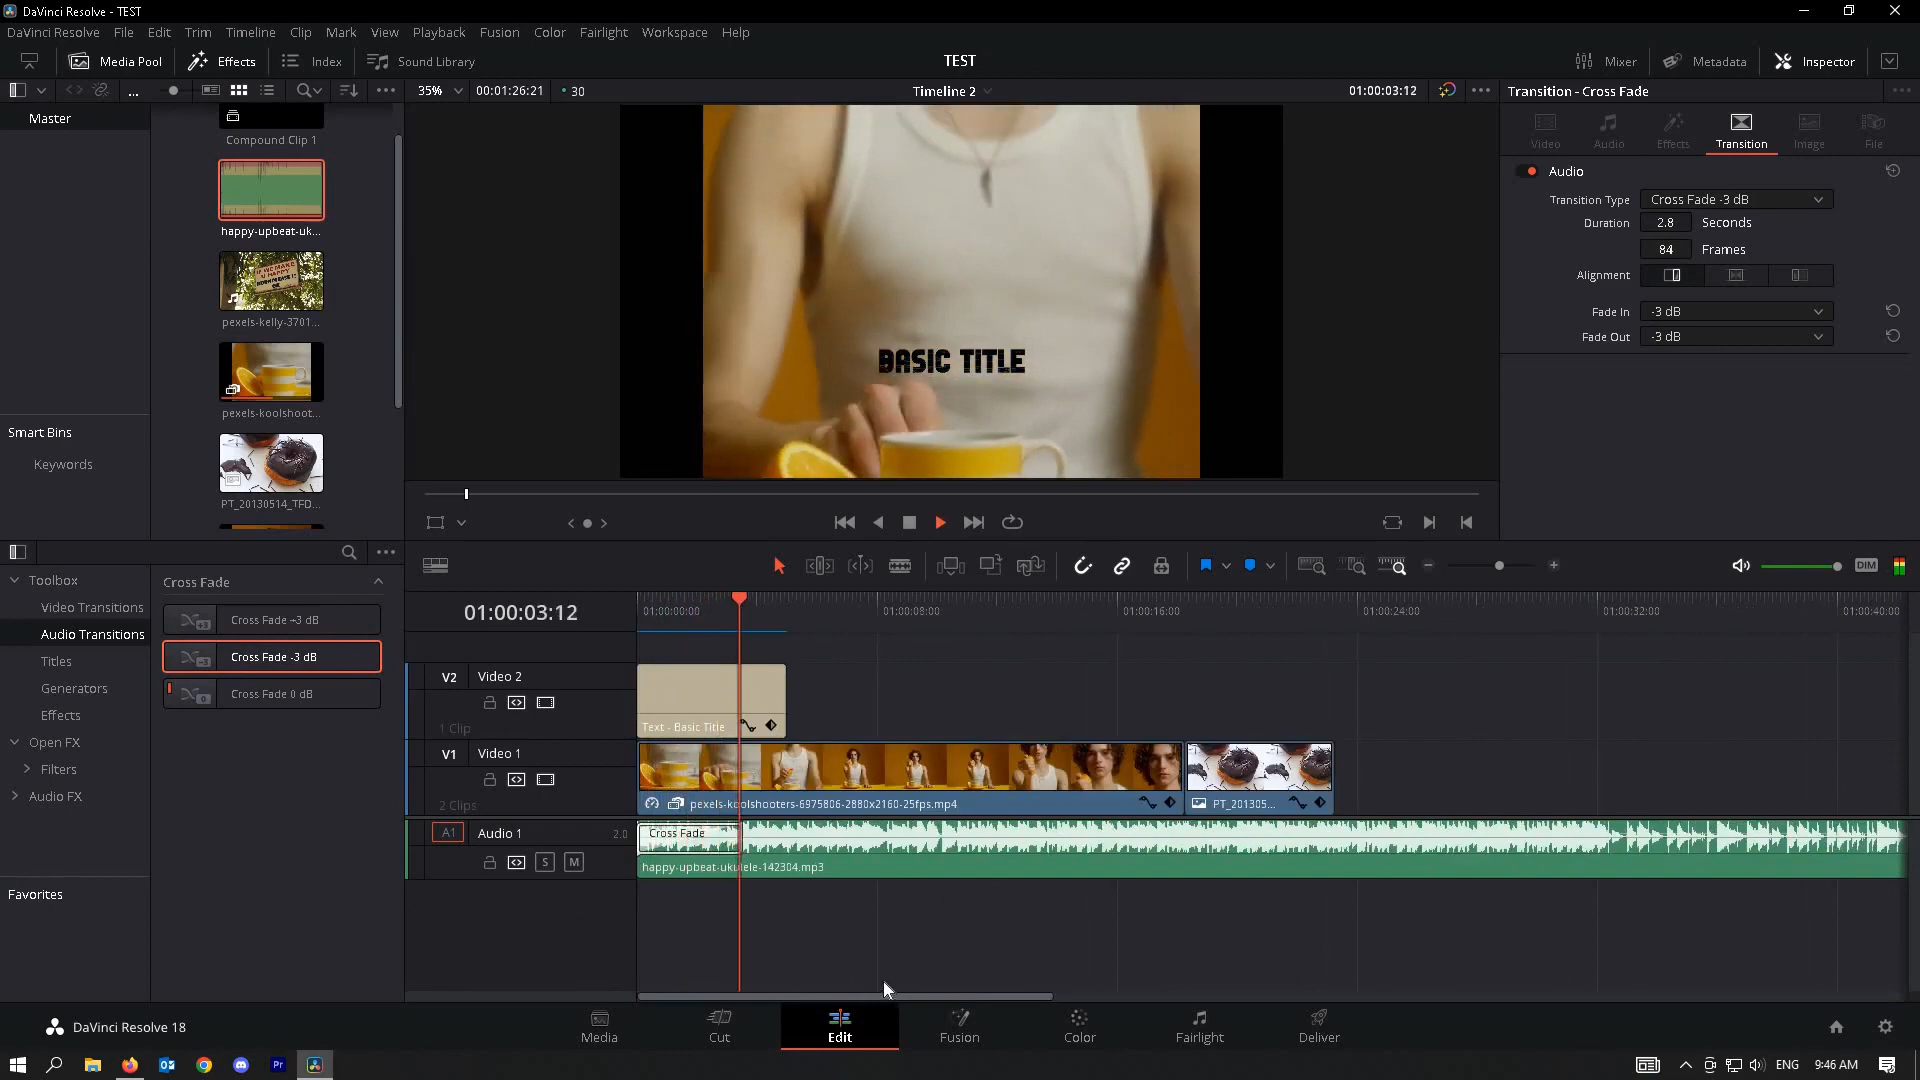 DaVinci Resolve - TEST
DaVinci Resolve File Edit Trim Timeline Clip Mark View Playback Fusion Color Fairlight Workspace Help
Media Pool Effects Index Sound Library TEST Mixer Metadata Inspector
... 35% 00:01:26:21 30 Timeline 2 01:00:03:12 Transition - Cross Fade
Master
Compound Clip 1
happy-upbeat-uk...
pexels-kelly-3701...
pexels-koolshoot...
PT_20130514_TFD...
Smart Bins
Keywords
BASIC TITLE
Video Audio Effects Transition Image File
Audio
Transition Type Cross Fade -3 dB
Duration 2.8 Seconds
84 Frames
Alignment
Fade In -3 dB
Fade Out -3 dB
Toolbox
Video Transitions
Audio Transitions
Titles
Generators
Effects
Open FX
Filters
Audio FX
Favorites
Cross Fade
Cross Fade +3 dB
Cross Fade -3 dB
Cross Fade 0 dB
DIM
01:00:03:12 01:00:00:00 01:00:08:00 01:00:16:00 01:00:24:00 01:00:32:00 01:00:40:00
V2 Video 2
1 Clip
Text - Basic Title
V1 Video 1
2 Clips
pexels-koolshooters-6975806-2880x2160-25fps.mp4 PT_201305...
A1 Audio 1 2.0
S M
Cross Fade
happy-upbeat-ukulele-142304.mp3
DaVinci Resolve 18
Media Cut Edit Fusion Color Fairlight Deliver
Pr ENG 9:46 AM